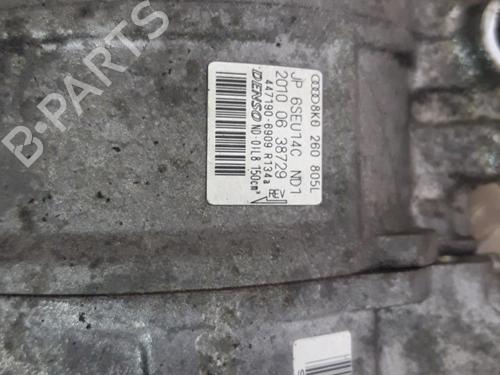 8K0 260 805L
JP 6SEU14C ND1
2010 06 38729
447190-6909 R134a
DENSO ND-OIL8 150cm³
REV
B-PARTS